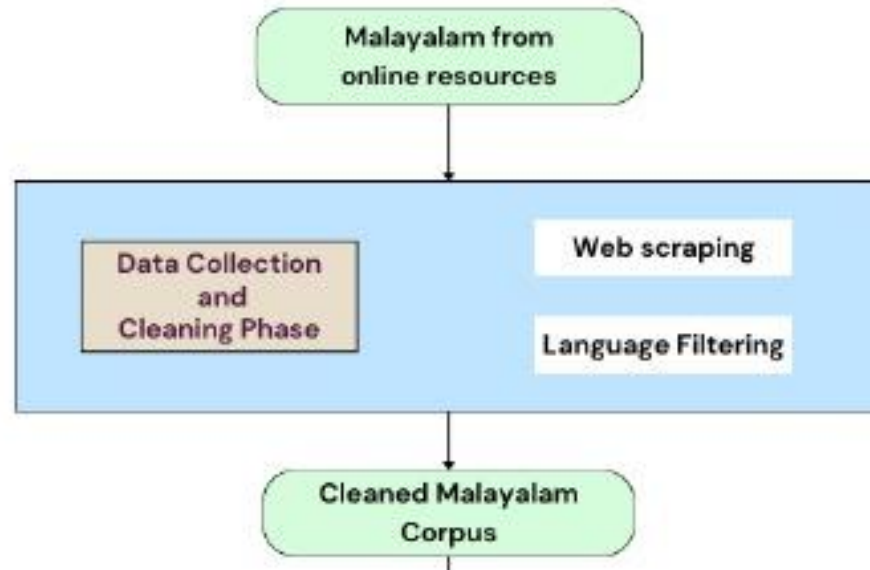 Malayalam from
online resources
Data Collection
and
Cleaning Phase
Web scraping
Language Filtering
Cleaned Malayalam
Corpus